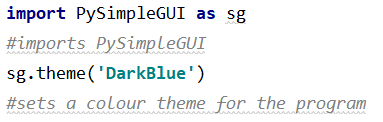 import PySimpleGUI as sg
#imports PySimpleGUI
sg.theme('DarkBlue')
#sets a colour theme for the program